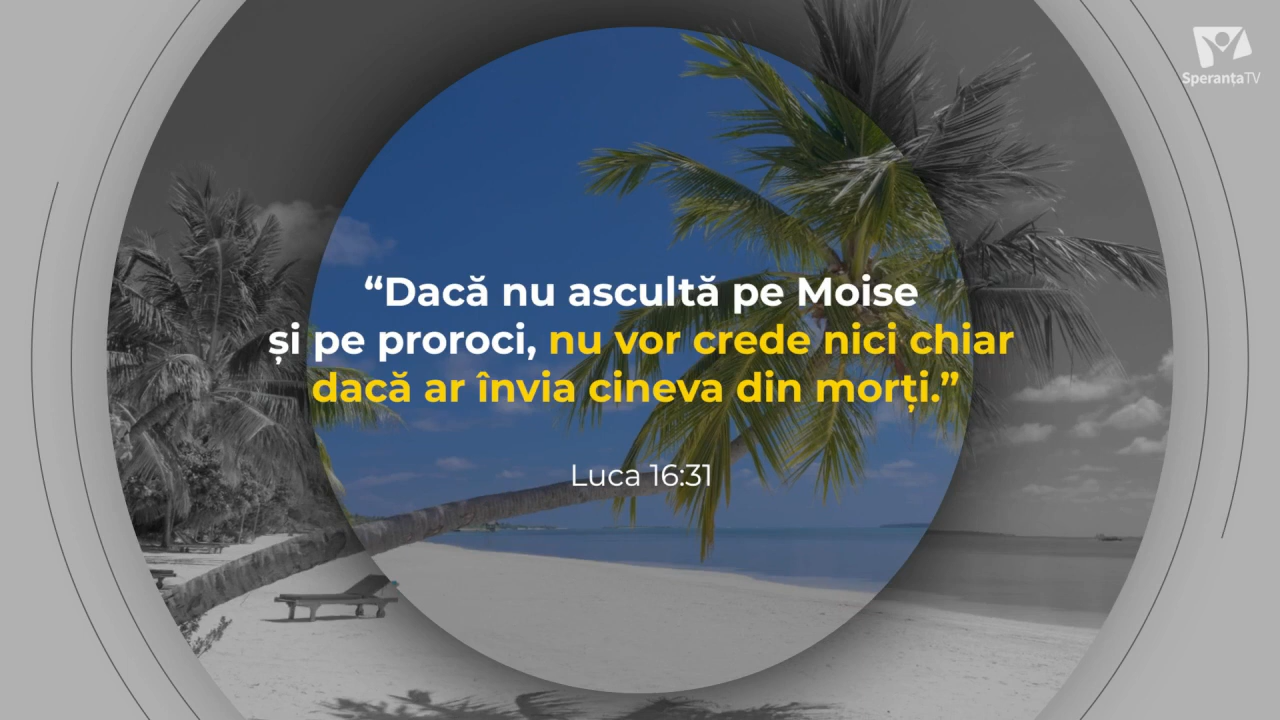 SperanțaTV
“Dacă nu ascultă pe Moise
și pe proroci, nu vor crede nici chiar
dacă ar învia cineva din morți.”
Luca 16:31